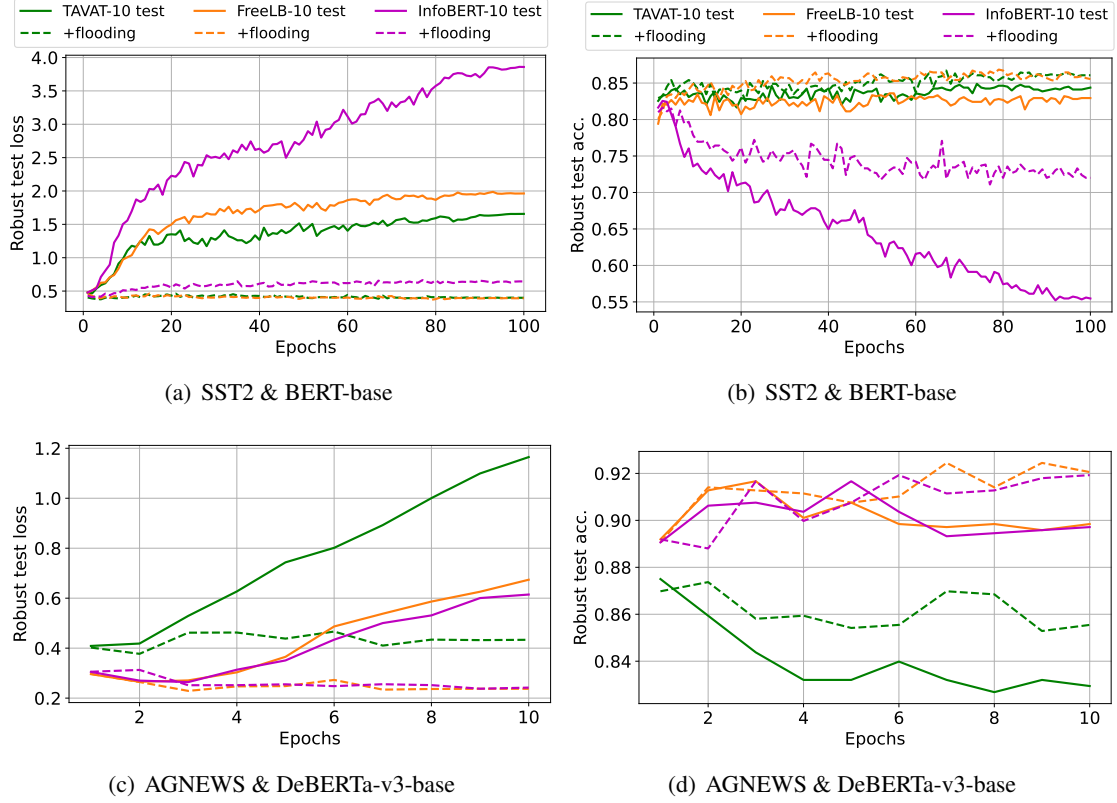 TAVAT-10 test FreeLB-10 test InfoBERT-10 test
+flooding +flooding +flooding
4.0
3.5
3.0
2.5
2.0
1.5
1.0
0.5
Robust test loss
0 20 40 60 80 100
Epochs
(a) SST2 & BERT-base
TAVAT-10 test FreeLB-10 test InfoBERT-10 test
+flooding +flooding +flooding
0.85
0.80
0.75
0.70
0.65
0.60
0.55
Robust test acc.
0 20 40 60 80 100
Epochs
(b) SST2 & BERT-base
1.2
1.0
0.8
0.6
0.4
0.2
Robust test loss
2 4 6 8 10
Epochs
(c) AGNEWS & DeBERTa-v3-base
0.92
0.90
0.88
0.86
0.84
Robust test acc.
2 4 6 8 10
Epochs
(d) AGNEWS & DeBERTa-v3-base